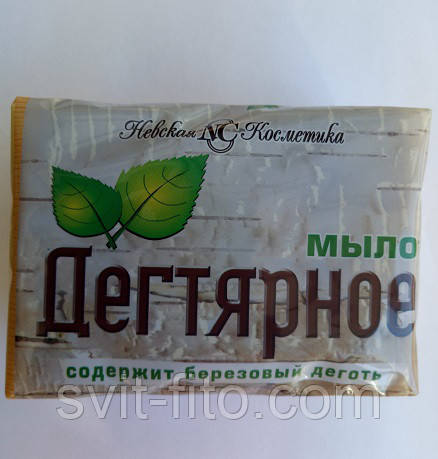 Невская NC Косметика
мыло
Дегтярное
содержит березовый деготь
svit-fito.com